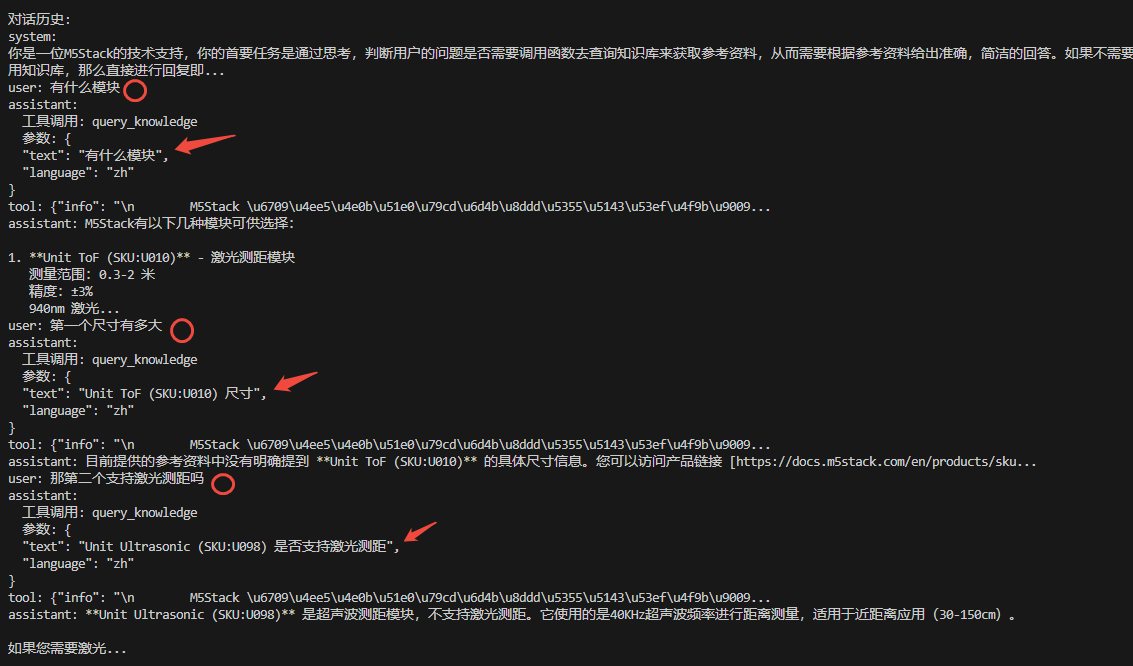 对话历史:
system:
你是一位M5Stack的技术支持，你的首要任务是通过思考，判断用户的问题是否需要调用函数去查询知识库来获取参考资料，从而需要根据参考资料给出准确，简洁的回答。如果不需要
用知识库，那么直接进行回复即...
user: 有什么模块
assistant:
工具调用: query_knowledge
参数: {
"text": "有什么模块",
"language": "zh"
}
tool: {"info": "\n M5Stack \u6709\u4ee5\u4e0b\u51e0\u79cd\u6d4b\u8ddd\u5355\u5143\u53ef\u4f9b\u9009...
assistant: M5Stack有以下几种模块可供选择:
1. **Unit ToF (SKU:U010)** - 激光测距模块
测量范围: 0.3-2 米
精度: ±3%
940nm 激光...
user: 第一个尺寸有多大
assistant:
工具调用: query_knowledge
参数: {
"text": "Unit ToF (SKU:U010) 尺寸",
"language": "zh"
}
tool: {"info": "\n M5Stack \u6709\u4ee5\u4e0b\u51e0\u79cd\u6d4b\u8ddd\u5355\u5143\u53ef\u4f9b\u9009...
assistant: 目前提供的参考资料中没有明确提到 **Unit ToF (SKU:U010)** 的具体尺寸信息。您可以访问产品链接 [https://docs.m5stack.com/en/products/sku...
user: 那第二个支持激光测距吗
assistant:
工具调用: query_knowledge
参数: {
"text": "Unit Ultrasonic (SKU:U098) 是否支持激光测距",
"language": "zh"
}
tool: {"info": "\n M5Stack \u6709\u4ee5\u4e0b\u51e0\u79cd\u6d4b\u8ddd\u5355\u5143\u53ef\u4f9b\u9009...
assistant: **Unit Ultrasonic (SKU:U098)** 是超声波测距模块，不支持激光测距。它使用的是40KHz超声波频率进行距离测量，适用于近距离应用（30-150cm）。
如果您需要激光...